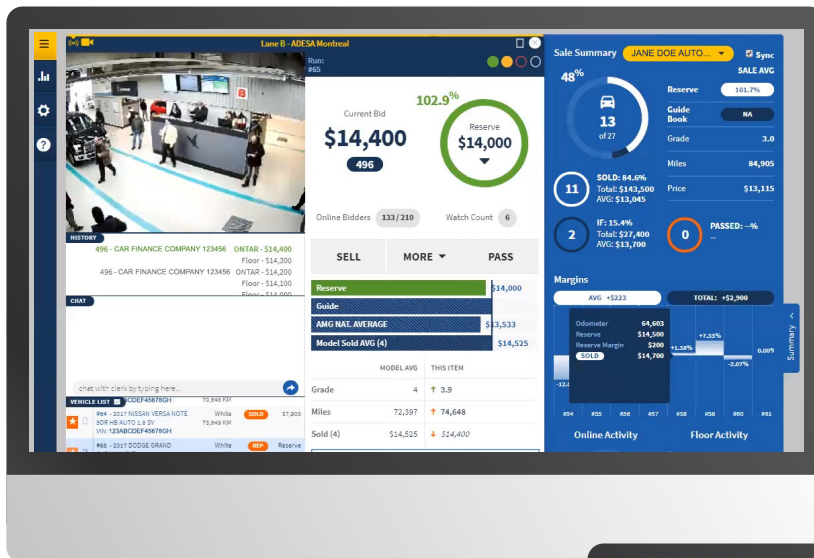 Lane B - ADESA Montreal
B
HISTORY
496 - CAR FINANCE COMPANY 123456 ONTAR - $14,400
Floor - $14,300
496 - CAR FINANCE COMPANY 123456 ONTAR - $14,200
Floor - $14,100
Floor - $14,000
CHAT
chat with clerk by typing here...
VEHICLE LIST
79,648 KM
#64 - 2017 NISSAN VERSA NOTE White SOLD $7,900
5DR HB AUTO 1.6 SV 73,649 KM
VIN: 123ABCDEF45678GH
#65 - 2017 DODGE GRAND White REP Reserve
Run:
#65
Current Bid
$14,400
496
102.9%
Reserve
$14,000
Online Bidders 133/210 Watch Count 6
SELL MORE PASS
Reserve $14,000
Guide
AMG NAT. AVERAGE $13,533
Model Sold AVG (4) $14,525
MODEL AVG THIS ITEM
Grade 4 ↑ 3.9
Miles 72,397 ↑ 74,648
Sold (4) $14,525 ↓ $14,400
Sale Summary JANE DOE AUTO... Sync
48%
13
of 27
SALE AVG
Reserve 101.7%
Guide Book NA
Grade 3.0
Miles 84,905
Price $13,115
11
SOLD: 84.6%
Total: $143,500
AVG: $13,045
2
IF: 15.4%
Total: $27,400
AVG: $13,700
0
PASSED: --%
--
Margins
AVG +$223 TOTAL: +$2,900
Odometer 64,603
Reserve $14,500
Reserve Margin $200
SOLD $14,700
+1.38% +7.33% -2.07% 0.00%
#54 #55 #56 #57 #58 #59 #60 #61
Online Activity Floor Activity
Summary